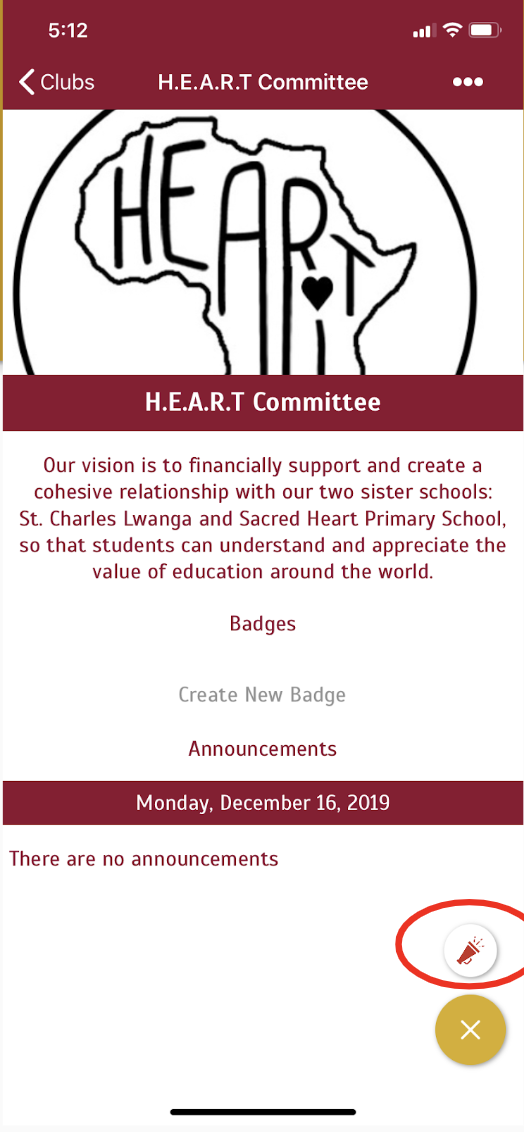 5:12
Clubs
H.E.A.R.T Committee
HEART
H.E.A.R.T Committee
Our vision is to financially support and create a
cohesive relationship with our two sister schools:
St. Charles Lwanga and Sacred Heart Primary School,
so that students can understand and appreciate the
value of education around the world.
Badges
Create New Badge
Announcements
Monday, December 16, 2019
There are no announcements